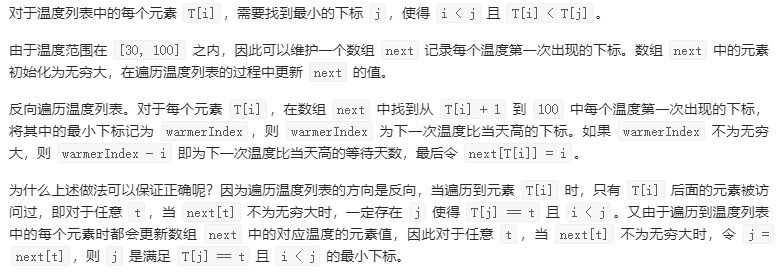 对于温度列表中的每个元素 T[i] ，需要找到最小的下标 j ，使得 i < j 且 T[i] < T[j] 。
由于温度范围在 [30, 100] 之内，因此可以维护一个数组 next 记录每个温度第一次出现的下标。数组 next 中的元素
初始化为无穷大，在遍历温度列表的过程中更新 next 的值。
反向遍历温度列表。对于每个元素 T[i] ，在数组 next 中找到从 T[i] + 1 到 100 中每个温度第一次出现的下标，
将其中的最小下标记为 warmerIndex ，则 warmerIndex 为下一次温度比当天高的下标。如果 warmerIndex 不为无穷
大，则 warmerIndex - i 即为下一次温度比当天高的等待天数，最后令 next[T[i]] = i 。
为什么上述做法可以保证正确呢？因为遍历温度列表的方向是反向，当遍历到元素 T[i] 时，只有 T[i] 后面的元素被访
问过，即对于任意 t ，当 next[t] 不为无穷大时，一定存在 j 使得 T[j] == t 且 i < j 。又由于遍历到温度列表
中的每个元素时都会更新数组 next 中的对应温度的元素值，因此对于任意 t ，当 next[t] 不为无穷大时，令 j =
next[t] ，则 j 是满足 T[j] == t 且 i < j 的最小下标。